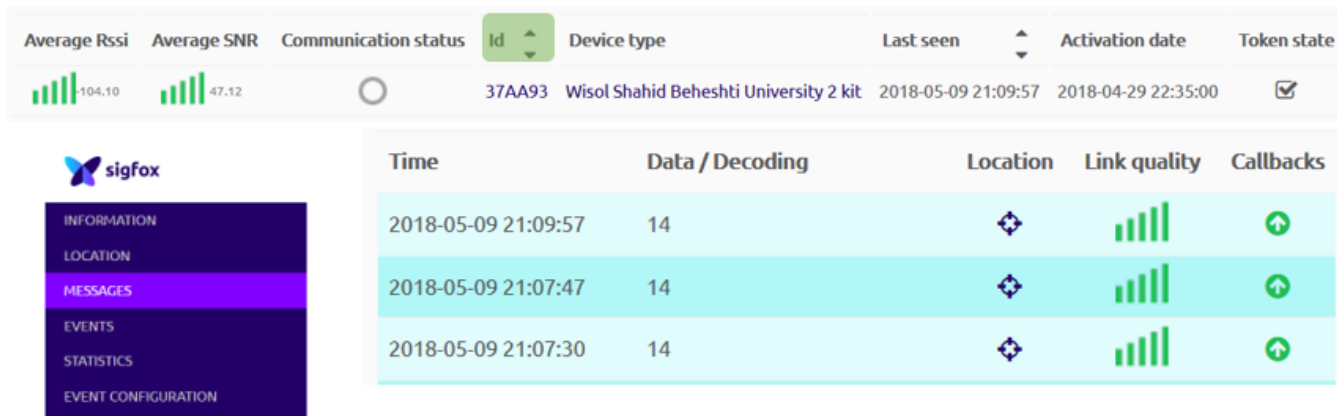 Average Rssi Average SNR Communication status Id Device type Last seen Activation date Token state
-104.10 47.12 37AA93 Wisol Shahid Beheshti University 2 kit 2018-05-09 21:09:57 2018-04-29 22:35:00
sigfox
INFORMATION
LOCATION
MESSAGES
EVENTS
STATISTICS
EVENT CONFIGURATION
Time Data / Decoding Location Link quality Callbacks
2018-05-09 21:09:57 14
2018-05-09 21:07:47 14
2018-05-09 21:07:30 14